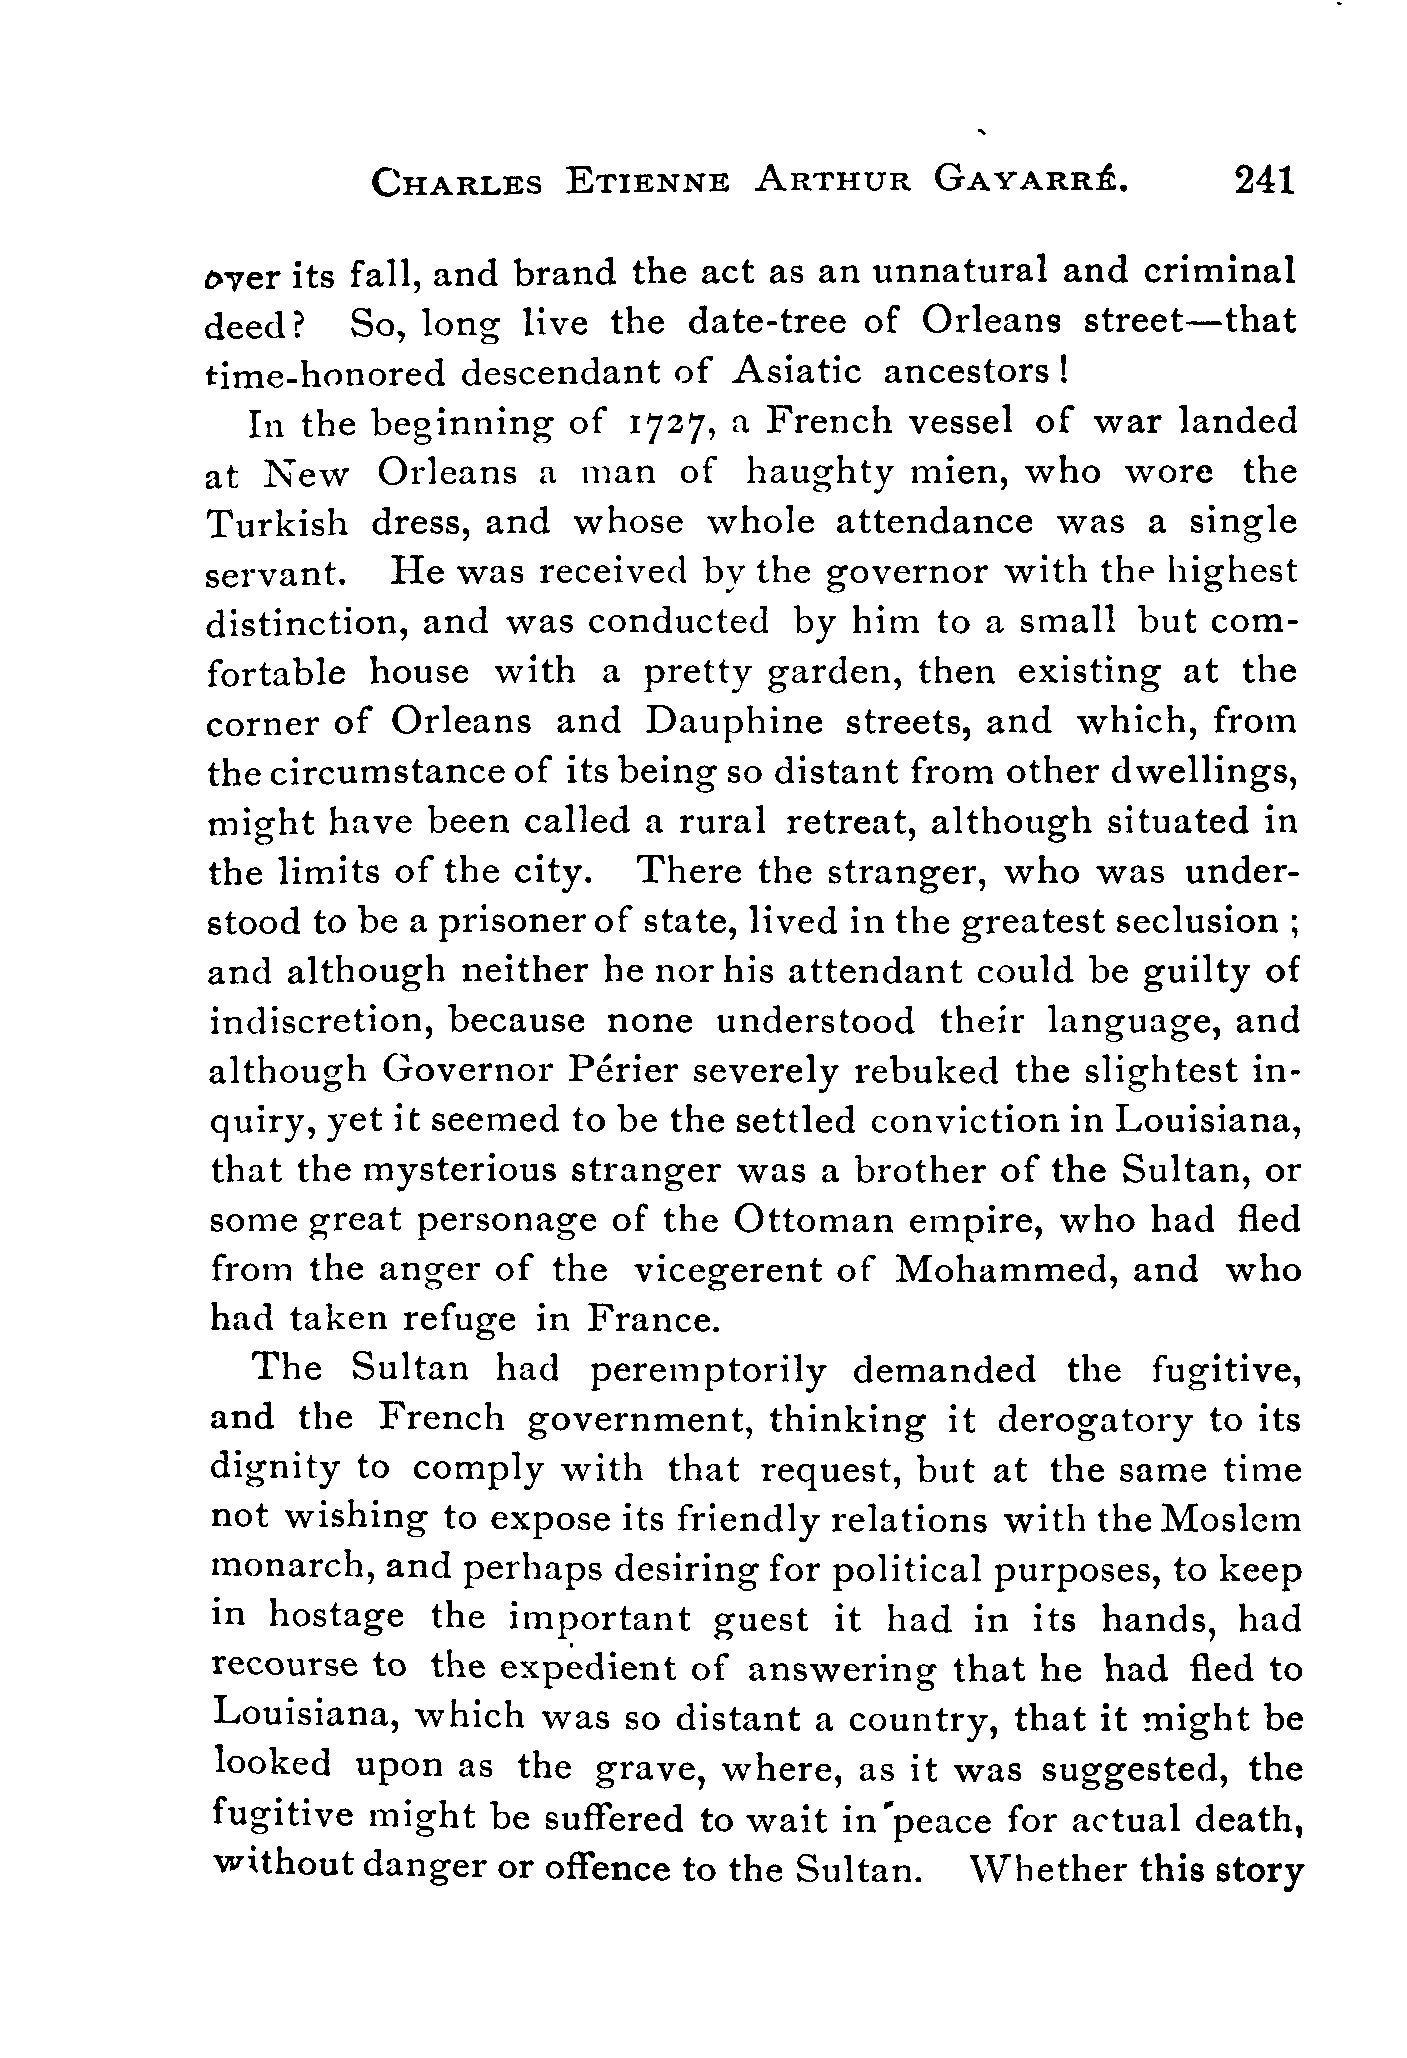 CHARLES ETIENNE ARTHUR GAYARRÉ. 241
over its fall, and brand the act as an unnatural and criminal
deed? So, long live the date-tree of Orleans street—that
time-honored descendant of Asiatic ancestors!
In the beginning of 1727, a French vessel of war landed
at New Orleans a man of haughty mien, who wore the
Turkish dress, and whose whole attendance was a single
servant. He was received by the governor with the highest
distinction, and was conducted by him to a small but com-
fortable house with a pretty garden, then existing at the
corner of Orleans and Dauphine streets, and which, from
the circumstance of its being so distant from other dwellings,
might have been called a rural retreat, although situated in
the limits of the city. There the stranger, who was under-
stood to be a prisoner of state, lived in the greatest seclusion;
and although neither he nor his attendant could be guilty of
indiscretion, because none understood their language, and
although Governor Périer severely rebuked the slightest in-
quiry, yet it seemed to be the settled conviction in Louisiana,
that the mysterious stranger was a brother of the Sultan, or
some great personage of the Ottoman empire, who had fled
from the anger of the vicegerent of Mohammed, and who
had taken refuge in France.
The Sultan had peremptorily demanded the fugitive,
and the French government, thinking it derogatory to its
dignity to comply with that request, but at the same time
not wishing to expose its friendly relations with the Moslem
monarch, and perhaps desiring for political purposes, to keep
in hostage the important guest it had in its hands, had
recourse to the expedient of answering that he had fled to
Louisiana, which was so distant a country, that it might be
looked upon as the grave, where, as it was suggested, the
fugitive might be suffered to wait in peace for actual death,
without danger or offence to the Sultan. Whether this story